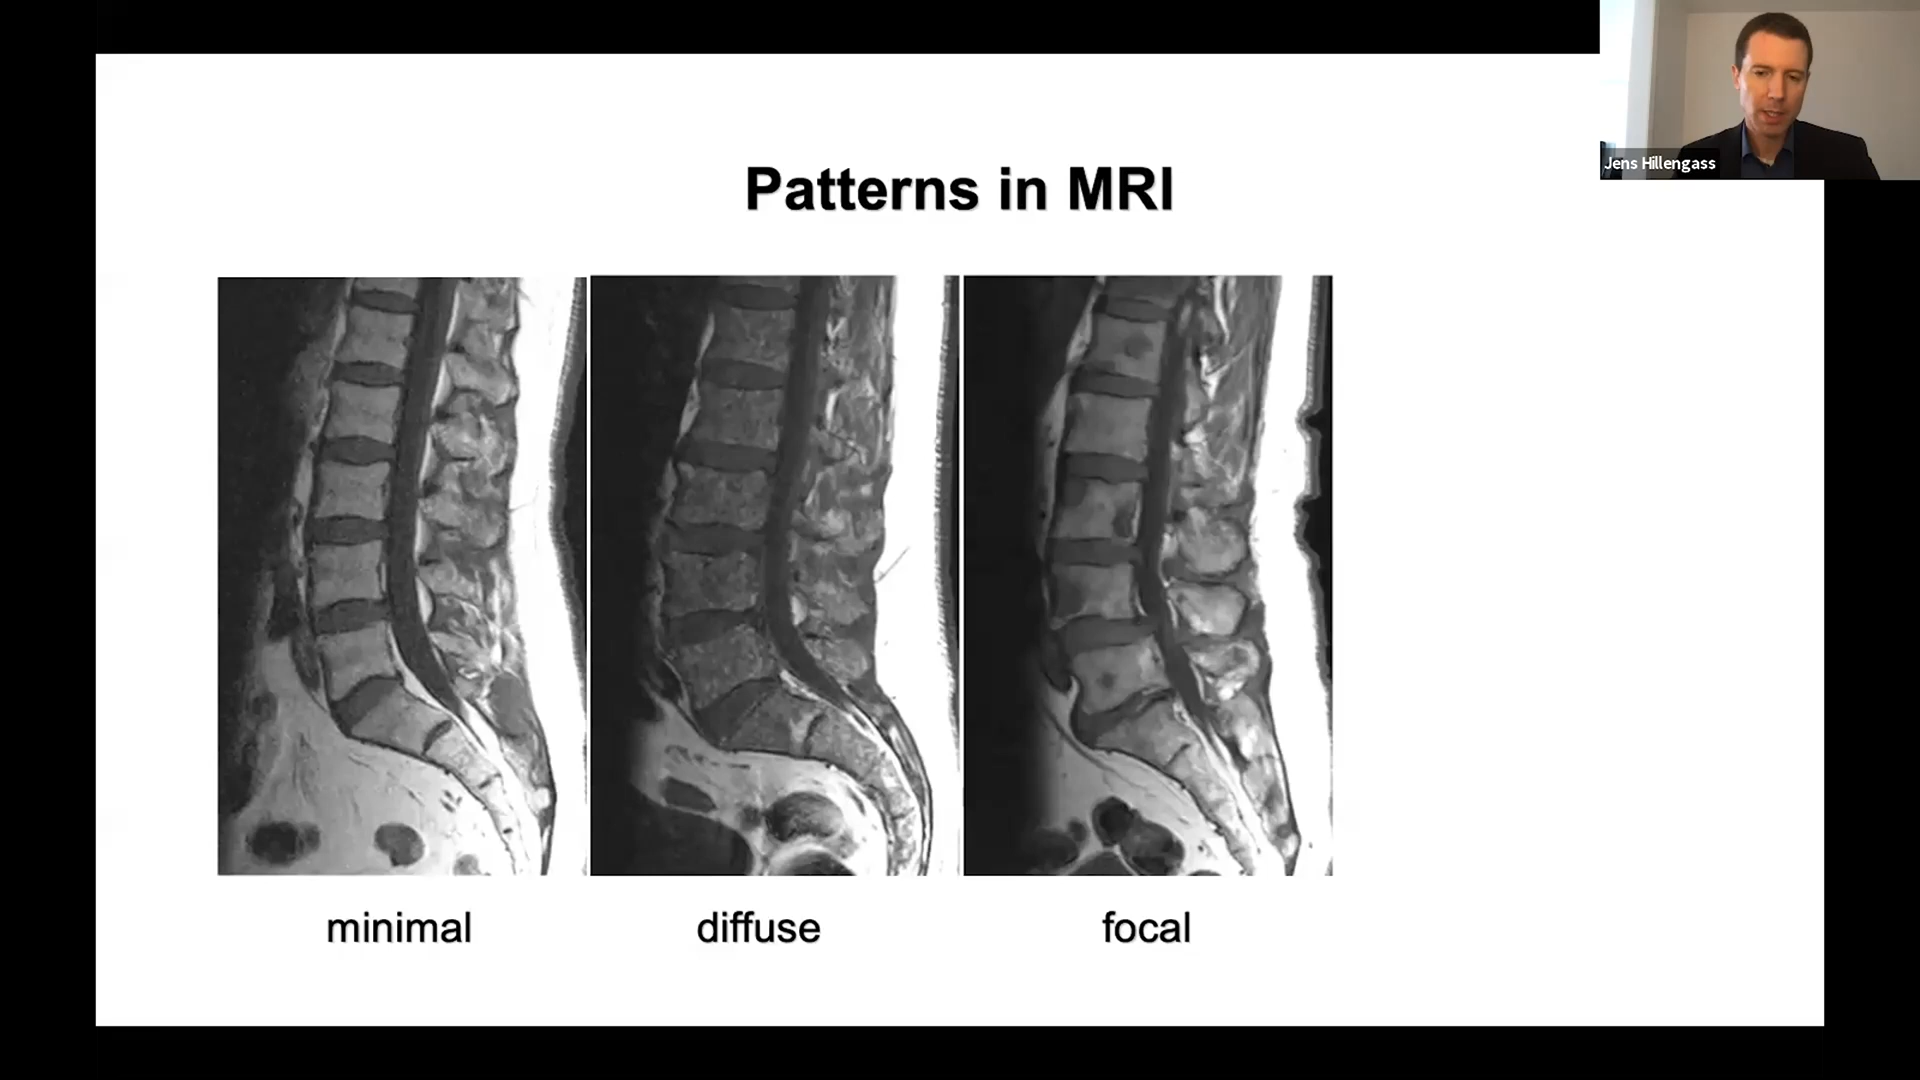 Patterns in MRI
Jens Hillengass
minimal
diffuse
focal